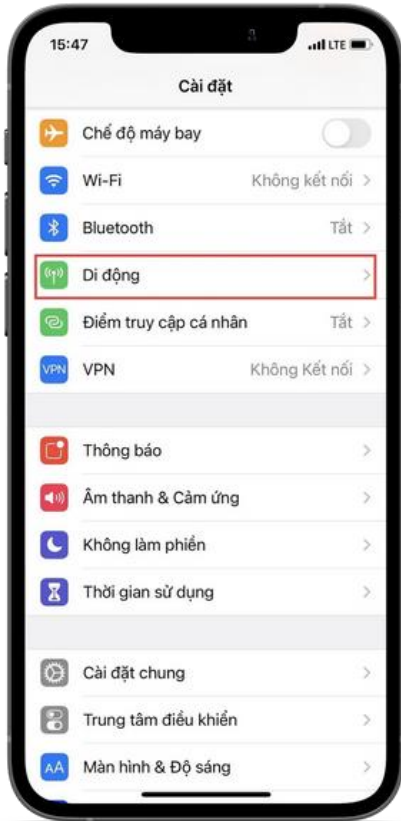 15:47 LTE
Cài đặt
Chế độ máy bay
Wi-Fi Không kết nối
Bluetooth Tắt
Di động
Điểm truy cập cá nhân Tắt
VPN VPN Không Kết nối
Thông báo
Âm thanh & Cảm ứng
Không làm phiền
Thời gian sử dụng
Cài đặt chung
Trung tâm điều khiển
AA Màn hình & Độ sáng